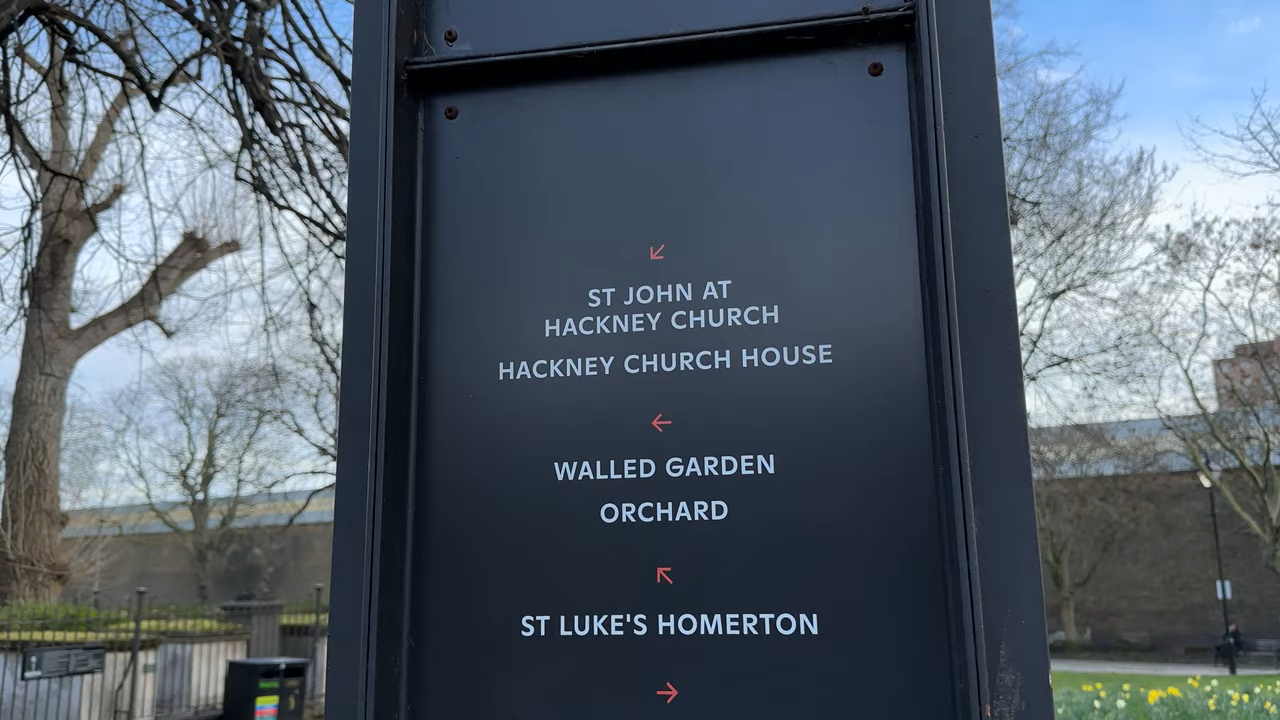 ↙
ST JOHN AT
HACKNEY CHURCH
HACKNEY CHURCH HOUSE
←
WALLED GARDEN
ORCHARD
↖
ST LUKE'S HOMERTON
→